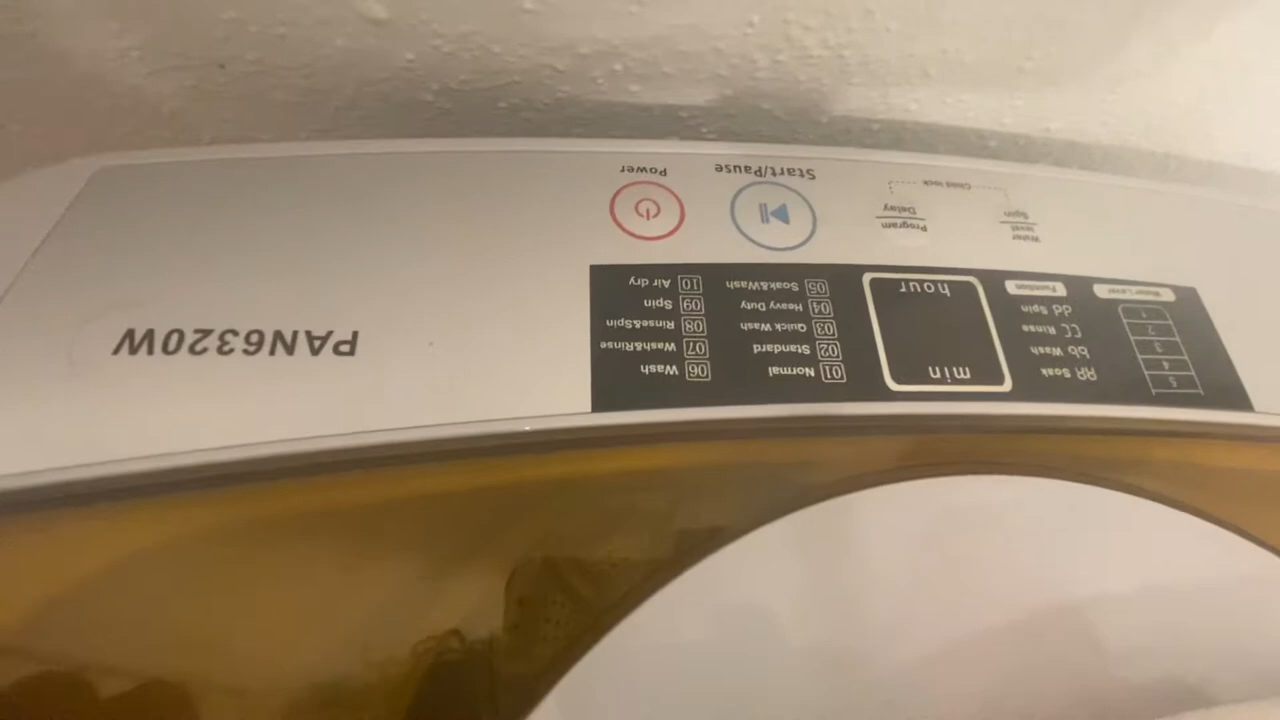 5
4
3
2
1
Water Level
AA Soak
bb Wash
CC Rinse
dd Spin
Function
min
hour
01 Normal
02 Standard
03 Quick Wash
04 Heavy Duty
05 Soak&Wash
06 Wash
07 Wash&Rinse
08 Rinse&Spin
09 Spin
10 Air dry
PAN6320W
Water
level
Spin
Program
Delay
Child lock
Start/Pause
Power